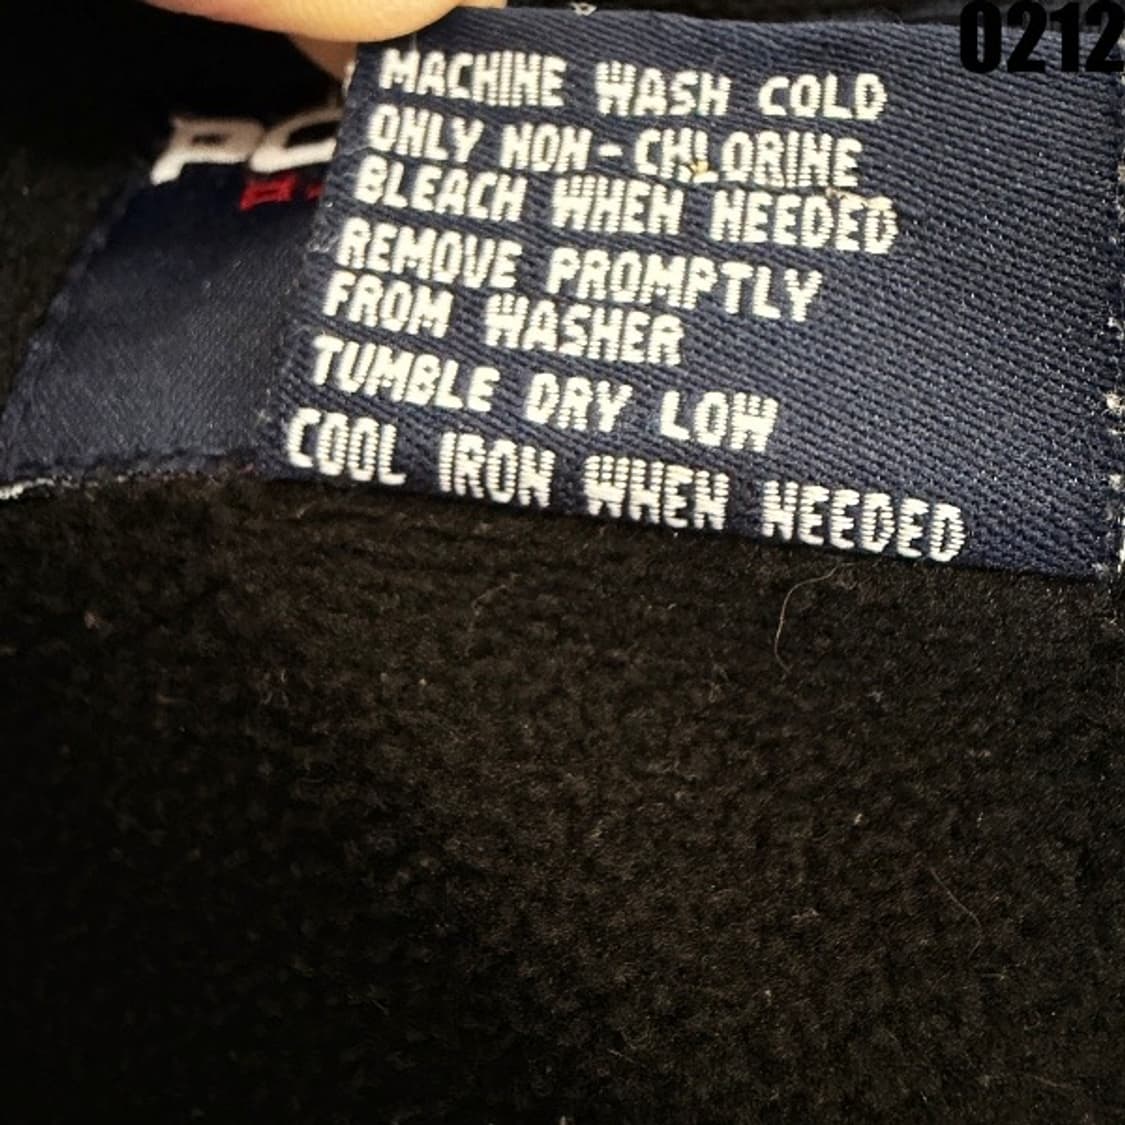 0212
MACHINE WASH COLD
ONLY NON-CHLORINE
BLEACH WHEN NEEDED
REMOVE PROMPTLY
FROM WASHER
TUMBLE DRY LOW
COOL IRON WHEN NEEDED